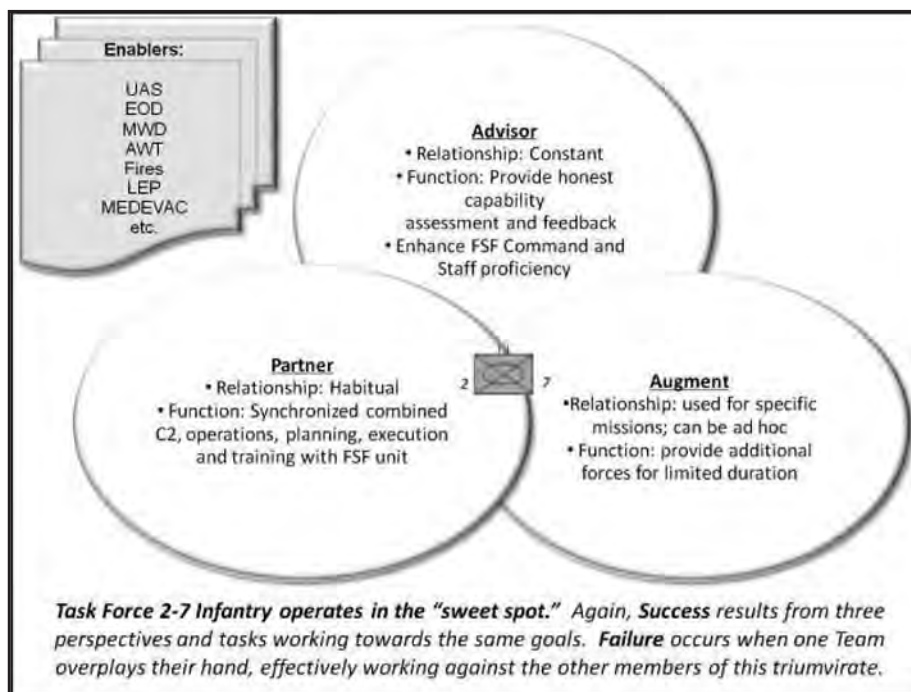 Enablers:
UAS
EOD
MWD
AWT
Fires
LEP
MEDEVAC
etc.
Advisor
• Relationship: Constant
• Function: Provide honest
capability
assessment and feedback
• Enhance FSF Command and
Staff proficiency
Partner
• Relationship: Habitual
• Function: Synchronized combined
C2, operations, planning, execution
and training with FSF unit
2 7
Augment
•Relationship: used for specific
missions; can be ad hoc
• Function: provide additional
forces for limited duration
Task Force 2-7 Infantry operates in the “sweet spot.” Again, Success results from three
perspectives and tasks working towards the same goals. Failure occurs when one Team
overplays their hand, effectively working against the other members of this triumvirate.